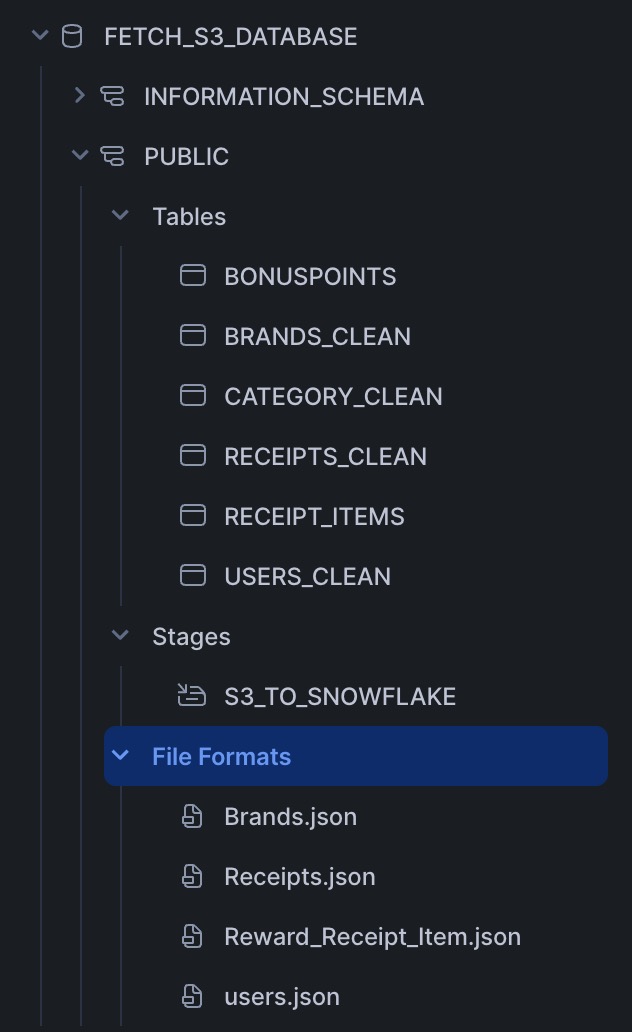 FETCH_S3_DATABASE
INFORMATION_SCHEMA
PUBLIC
Tables
BONUSPOINTS
BRANDS_CLEAN
CATEGORY_CLEAN
RECEIPTS_CLEAN
RECEIPT_ITEMS
USERS_CLEAN
Stages
S3_TO_SNOWFLAKE
File Formats
Brands.json
Receipts.json
Reward_Receipt_Item.json
users.json